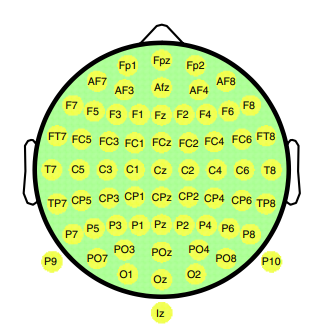 Fp1 Fpz Fp2
AF7 AF3 Afz AF4 AF8
F7 F5 F3 F1 Fz F2 F4 F6 F8
FT7 FC5 FC3 FC1 FCz FC2 FC4 FC6 FT8
T7 C5 C3 C1 Cz C2 C4 C6 T8
TP7 CP5 CP3 CP1 CPz CP2 CP4 CP6 TP8
P7 P5 P3 P1 Pz P2 P4 P6 P8
P9 PO7 PO3 POz PO4 PO8 P10
O1 Oz O2
Iz